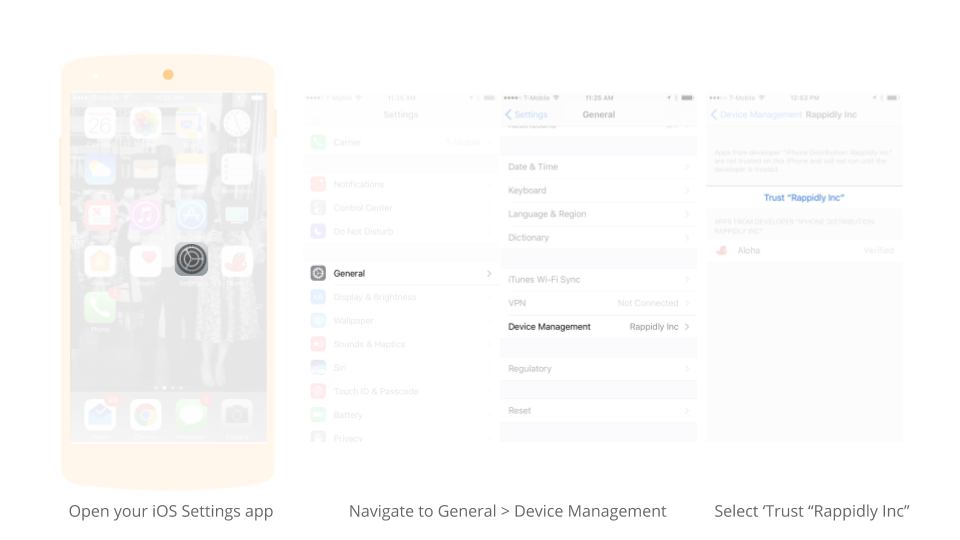 26
T-Mobile 11:25 AM
Settings
Carrier T-Mobile
Notifications
Control Center
Do Not Disturb
General
Display & Brightness
Wallpaper
Sounds & Haptics
Siri
Touch ID & Passcode
Battery
Privacy
T-Mobile 11:25 AM
Settings General
Date & Time
Keyboard
Language & Region
Dictionary
iTunes Wi-Fi Sync
VPN Not Connected
Device Management Rappidly Inc
Regulatory
Reset
T-Mobile 12:53 PM
Device Management Rappidly Inc
Apps from developer "iPhone Distribution: Rappidly Inc"
are not trusted on this iPhone and will not run until the
developer is trusted.
Trust "Rappidly Inc"
APPS FROM DEVELOPER "IPHONE DISTRIBUTION:
RAPPIDLY INC"
Aloha Verified
Phone
Open your iOS Settings app
Navigate to General > Device Management
Select ‘Trust “Rappidly Inc”